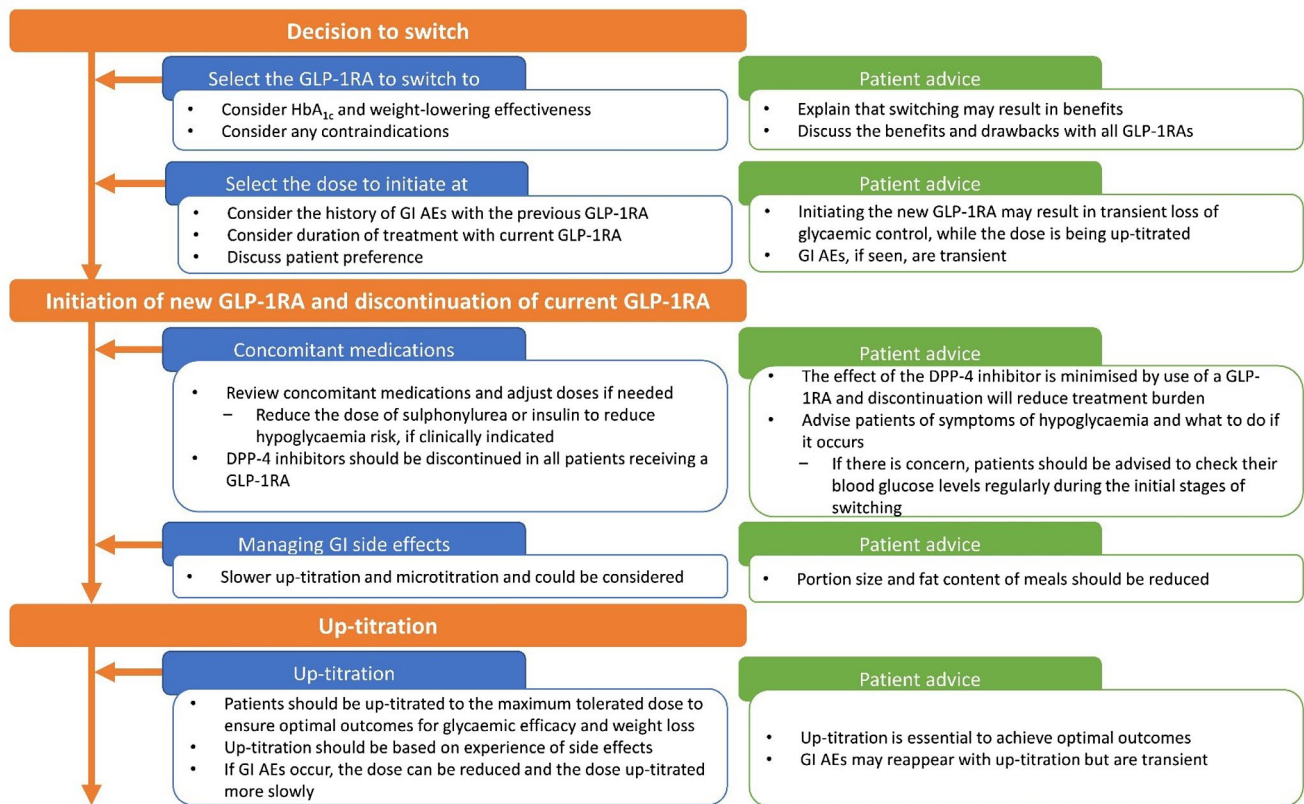 Decision to switch
Select the GLP-1RA to switch to
• Consider HbA1c and weight-lowering effectiveness
• Consider any contraindications
Patient advice
• Explain that switching may result in benefits
• Discuss the benefits and drawbacks with all GLP-1RAs
Select the dose to initiate at
• Consider the history of GI AEs with the previous GLP-1RA
• Consider duration of treatment with current GLP-1RA
• Discuss patient preference
Patient advice
• Initiating the new GLP-1RA may result in transient loss of
glycaemic control, while the dose is being up-titrated
• GI AEs, if seen, are transient
Initiation of new GLP-1RA and discontinuation of current GLP-1RA
Concomitant medications
• Review concomitant medications and adjust doses if needed
– Reduce the dose of sulphonylurea or insulin to reduce
hypoglycaemia risk, if clinically indicated
• DPP-4 inhibitors should be discontinued in all patients receiving a
GLP-1RA
Patient advice
• The effect of the DPP-4 inhibitor is minimised by use of a GLP-
1RA and discontinuation will reduce treatment burden
• Advise patients of symptoms of hypoglycaemia and what to do if
it occurs
– If there is concern, patients should be advised to check their
blood glucose levels regularly during the initial stages of
switching
Managing GI side effects
• Slower up-titration and microtitration and could be considered
Patient advice
• Portion size and fat content of meals should be reduced
Up-titration
Up-titration
• Patients should be up-titrated to the maximum tolerated dose to
ensure optimal outcomes for glycaemic efficacy and weight loss
• Up-titration should be based on experience of side effects
• If GI AEs occur, the dose can be reduced and the dose up-titrated
more slowly
Patient advice
• Up-titration is essential to achieve optimal outcomes
• GI AEs may reappear with up-titration but are transient